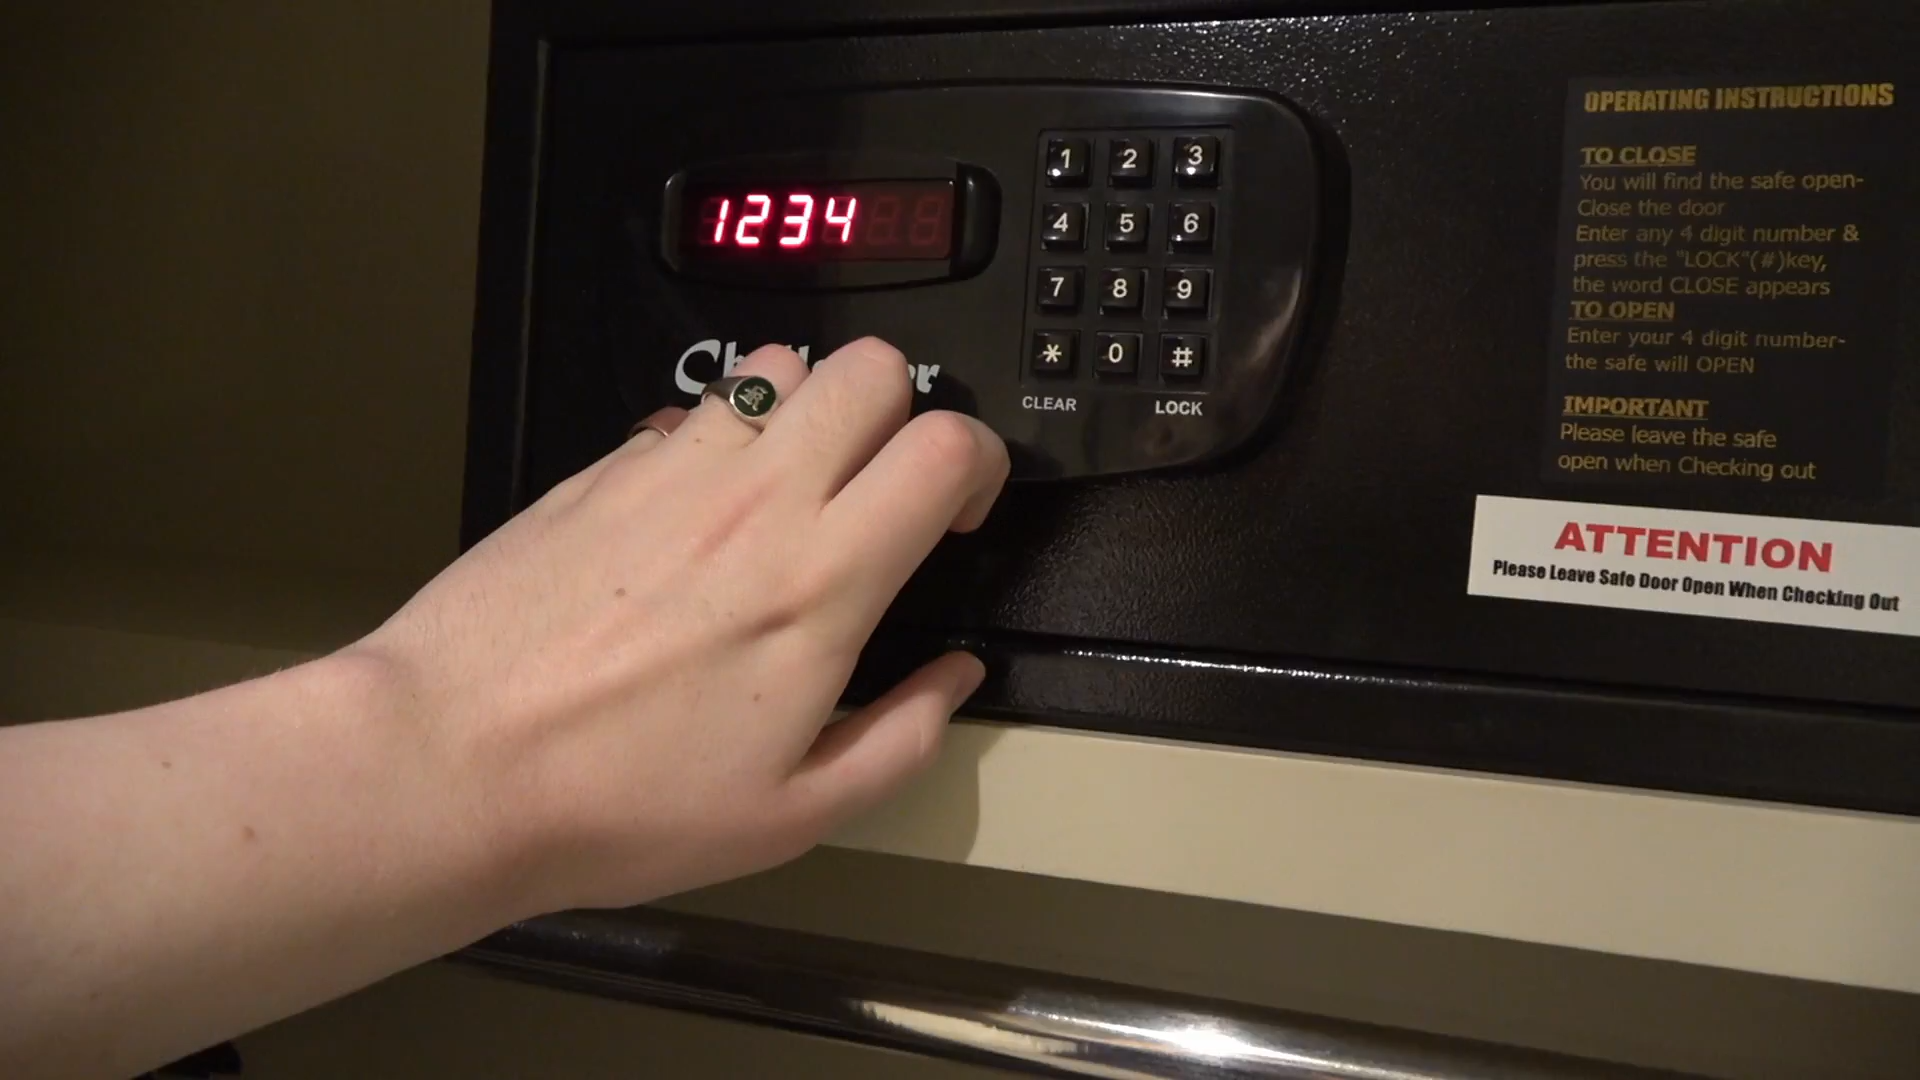 1234
1 2 3
4 5 6
7 8 9
* 0 #
CLEAR LOCK
OPERATING INSTRUCTIONS
TO CLOSE
You will find the safe open-
Close the door
Enter any 4 digit number &
press the "LOCK"(#)key,
the word CLOSE appears
TO OPEN
Enter your 4 digit number-
the safe will OPEN
IMPORTANT
Please leave the safe
open when Checking out
ATTENTION
Please Leave Safe Door Open When Checking Out